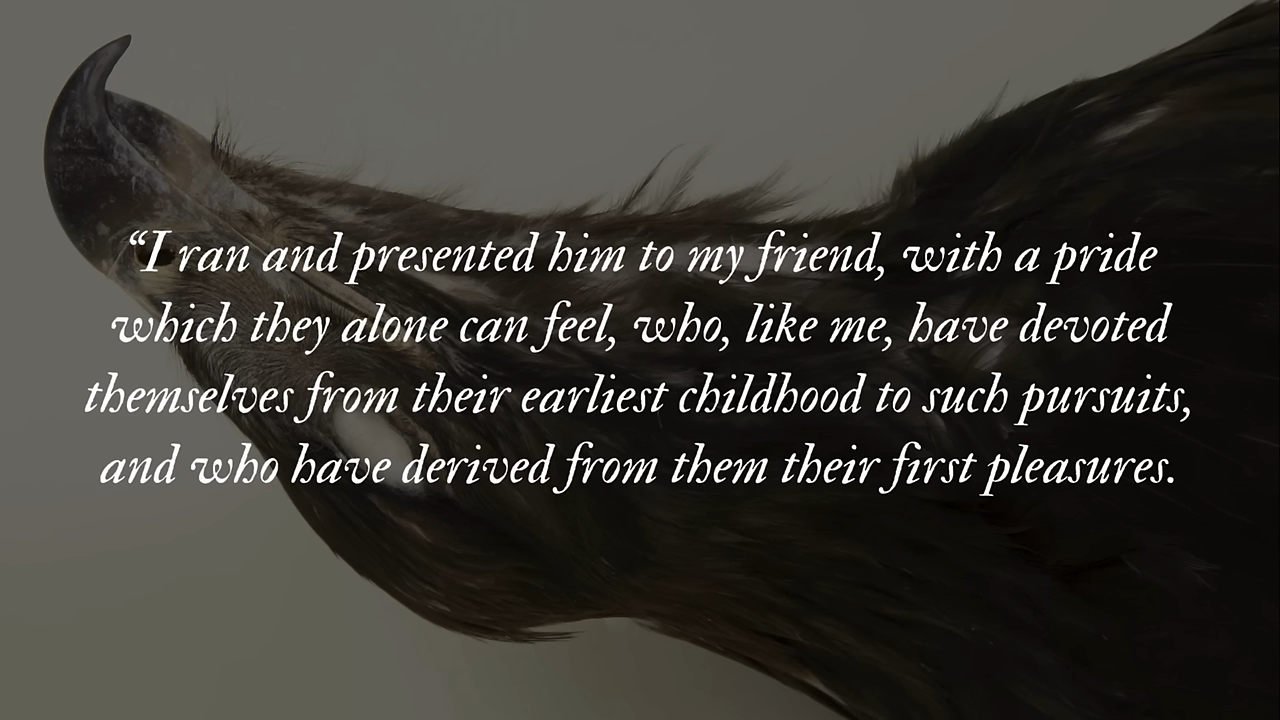 “I ran and presented him to my friend, with a pride
which they alone can feel, who, like me, have devoted
themselves from their earliest childhood to such pursuits,
and who have derived from them their first pleasures.